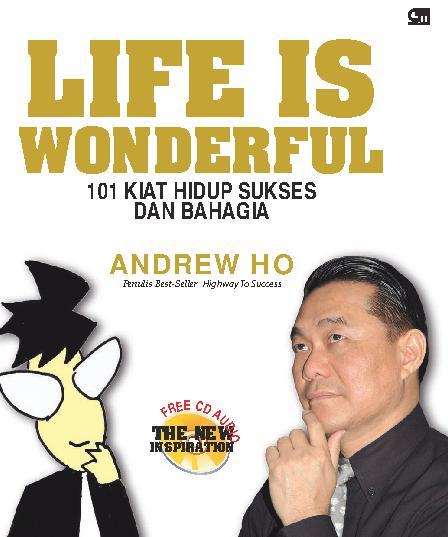 LIFE IS
WONDERFUL
101 KIAT HIDUP SUKSES
DAN BAHAGIA
ANDREW HO
Penulis Best-Seller Highway To Success
FREE CD AUDIO
THE NEW
INSPIRATION